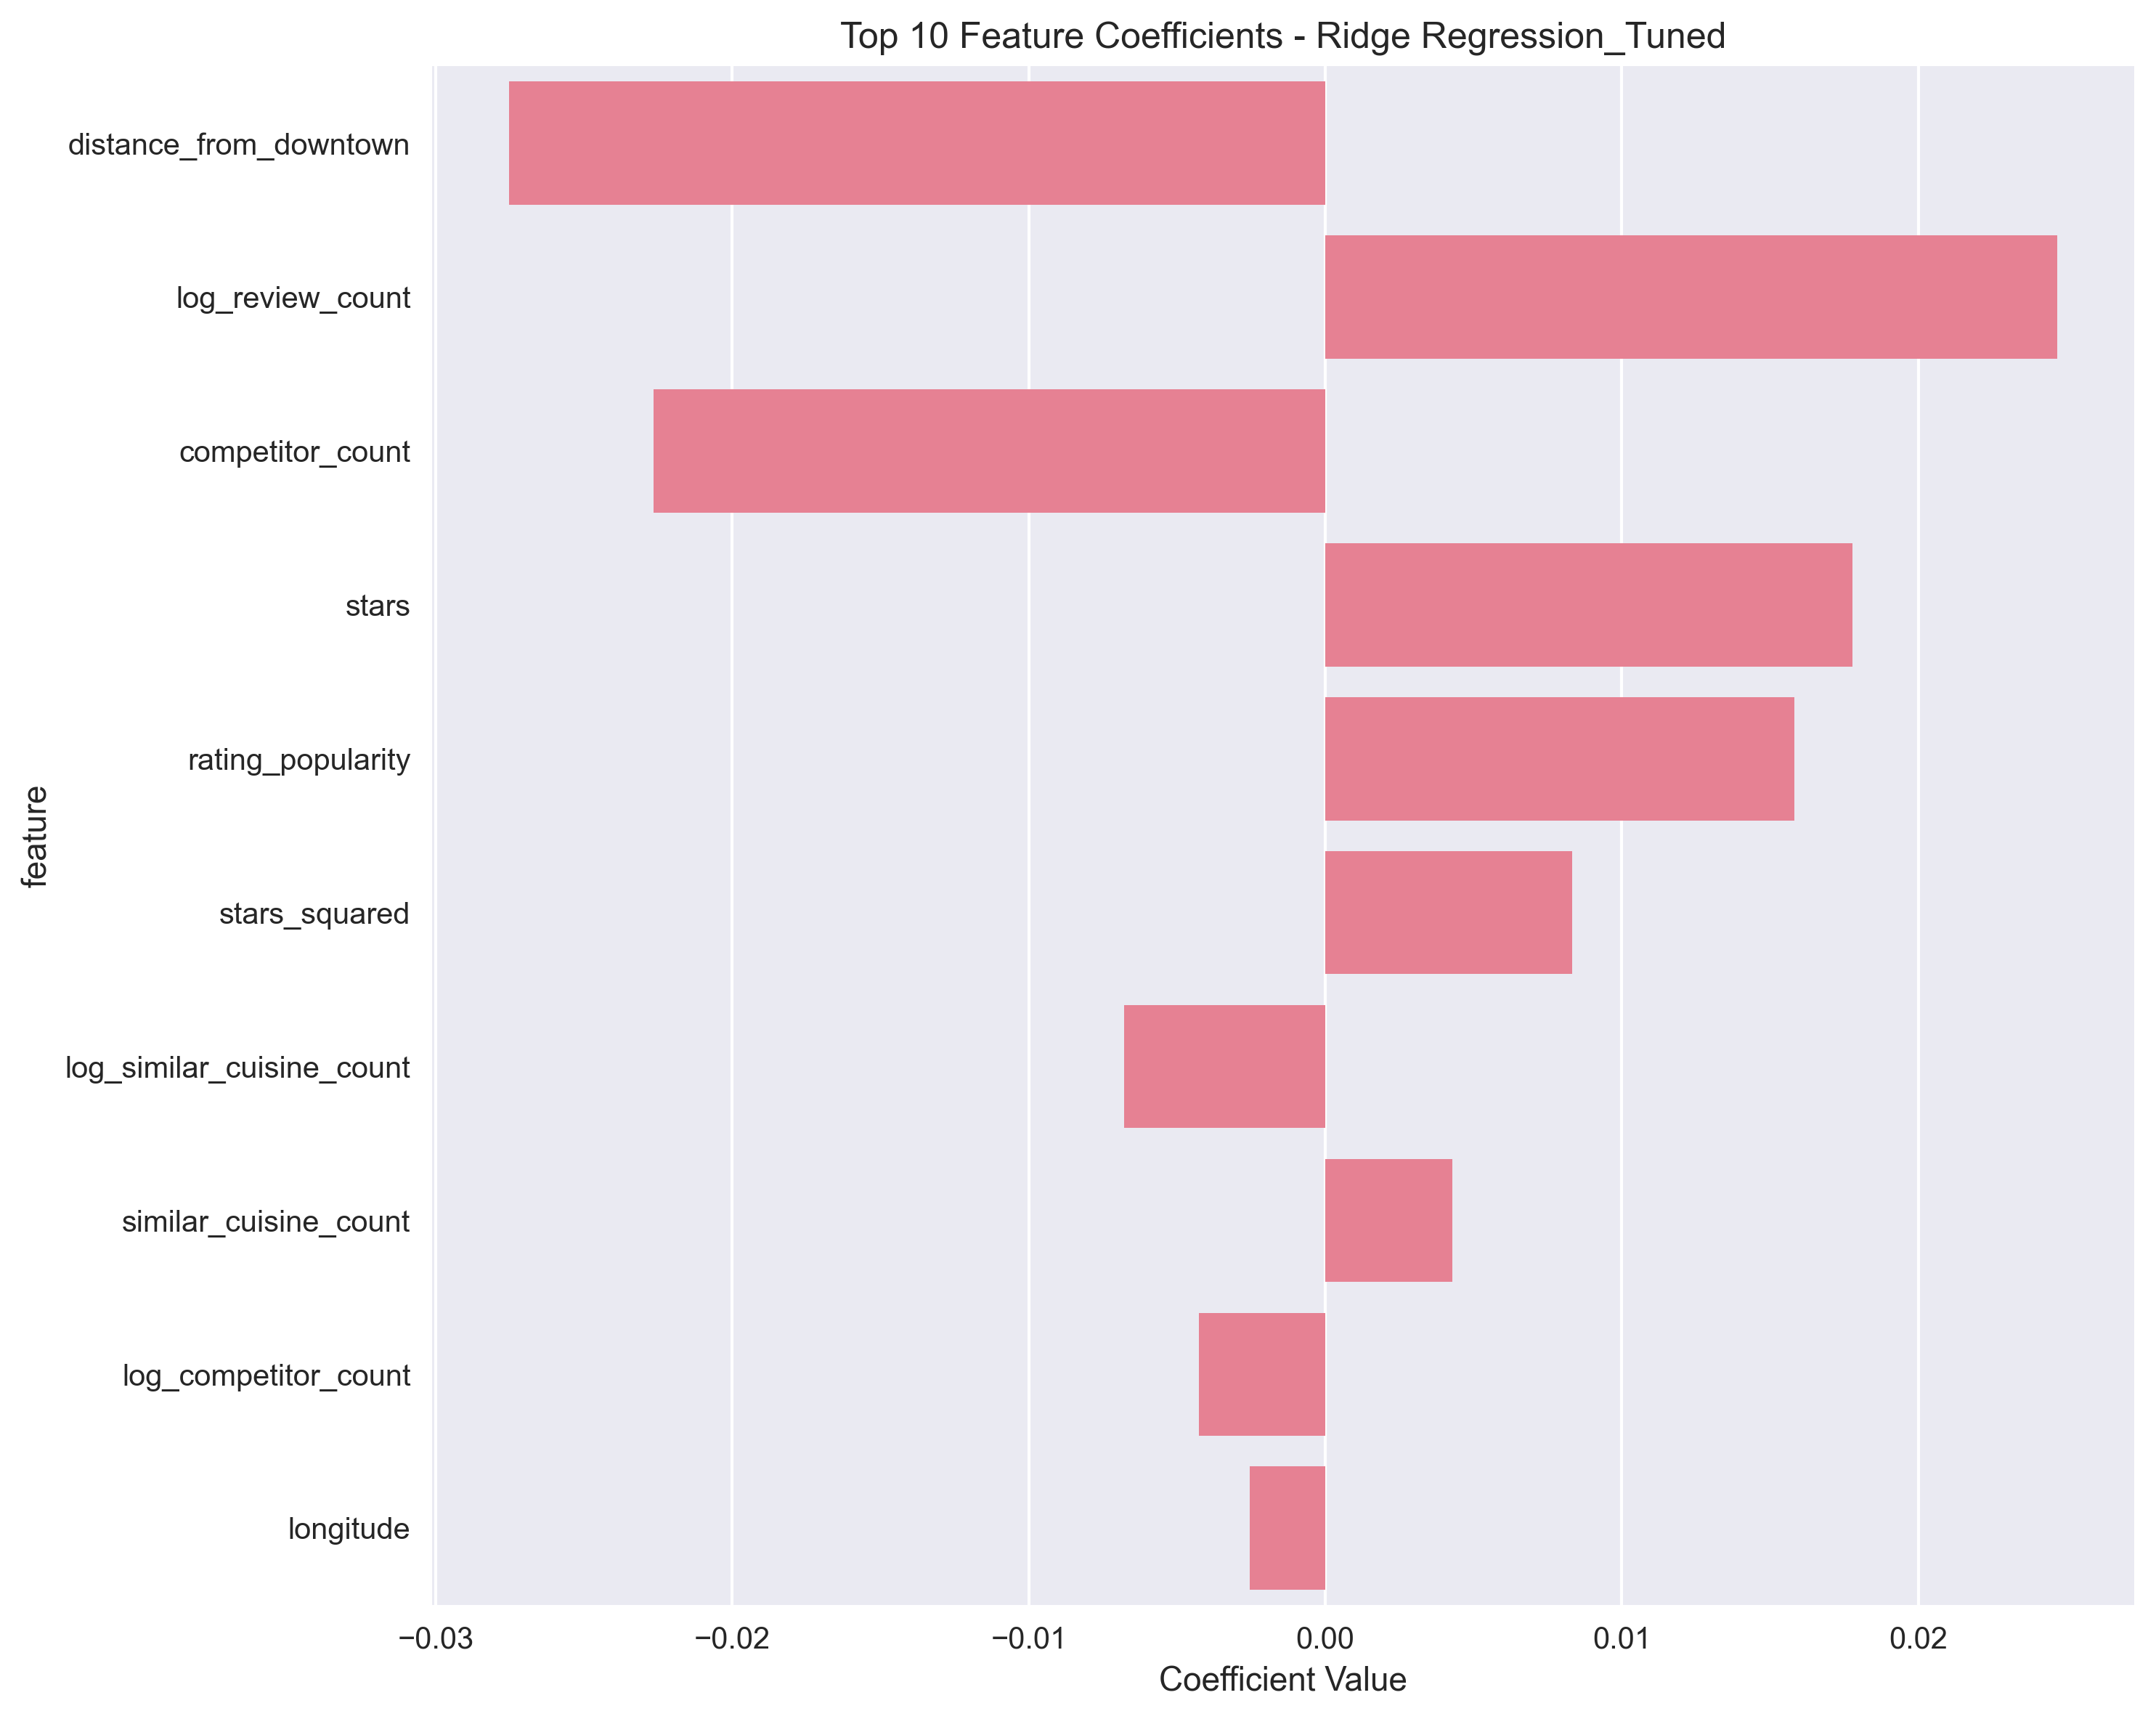 Top 10 Feature Coefficients - Ridge Regression_Tuned
distance_from_downtown
log_review_count
competitor_count
stars
rating_popularity
stars_squared
log_similar_cuisine_count
similar_cuisine_count
log_competitor_count
longitude
feature
−0.03 −0.02 −0.01 0.00 0.01 0.02
Coefficient Value